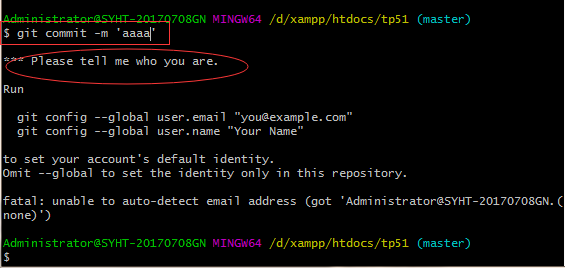 Administrator@SYHT-20170708GN MINGW64 /d/xampp/htdocs/tp51 (master)
$ git commit -m 'aaaa'
*** Please tell me who you are.
Run
git config --global user.email "you@example.com"
git config --global user.name "Your Name"
to set your account's default identity.
Omit --global to set the identity only in this repository.
fatal: unable to auto-detect email address (got 'Administrator@SYHT-20170708GN.(
none)')
Administrator@SYHT-20170708GN MINGW64 /d/xampp/htdocs/tp51 (master)
$